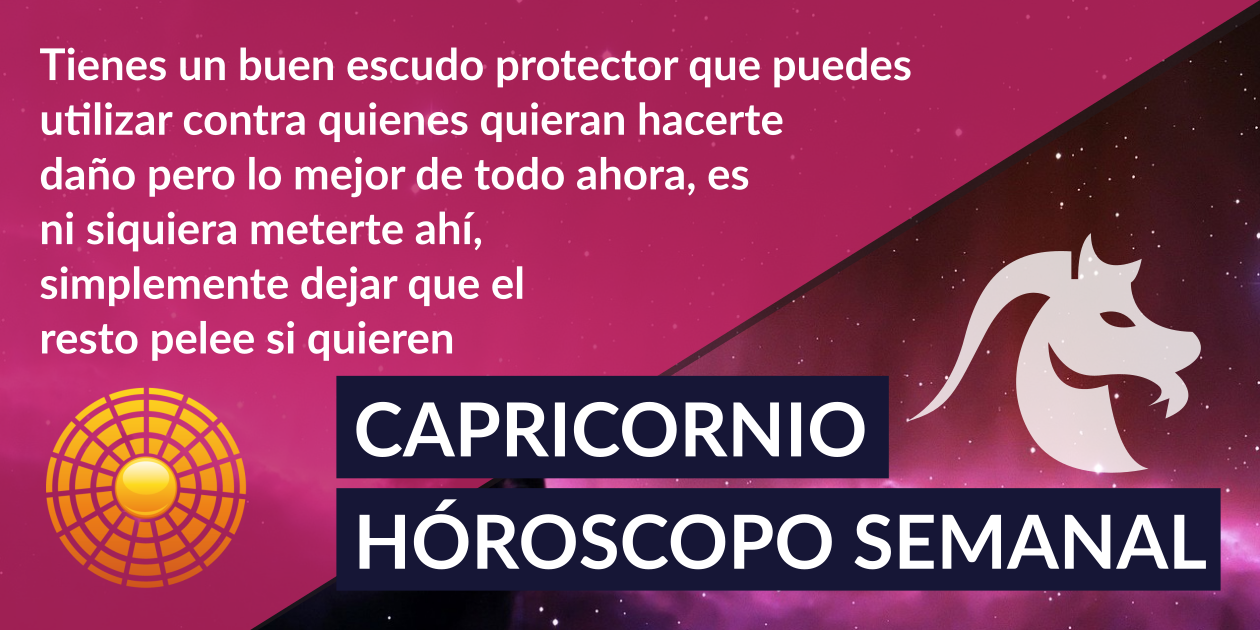 Tienes un buen escudo protector que puedes
utilizar contra quienes quieran hacerte
daño pero lo mejor de todo ahora, es
ni siquiera meterte ahí,
simplemente dejar que el
resto pelee si quieren
CAPRICORNIO
HÓROSCOPO SEMANAL